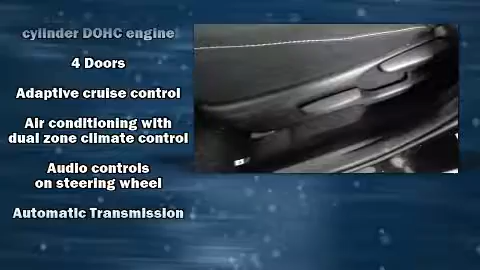 cylinder DOHC engine
4 Doors
Adaptive cruise control
Air conditioning with
dual zone climate control
Audio controls
on steering wheel
Automatic Transmission